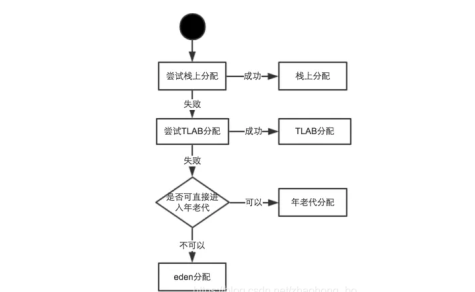 尝试栈上分配
成功
栈上分配
失败
尝试TLAB分配
成功
TLAB分配
失败
是否可直接进
入年老代
可以
年老代分配
不可以
eden分配